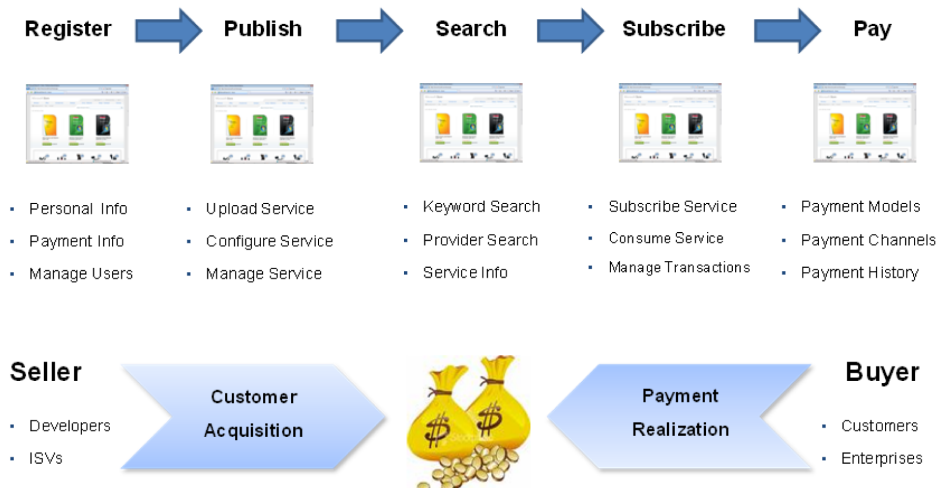 Register
Publish
Search
Subscribe
Pay
Personal Info
Payment Info
Manage Users
Upload Service
Configure Service
Manage Service
Keyword Search
Provider Search
Service Info
Subscribe Service
Consume Service
Manage Transactions
Payment Models
Payment Channels
Payment History
Seller
Developers
ISVs
Customer
Acquisition
$
$
Payment
Realization
Buyer
Customers
Enterprises